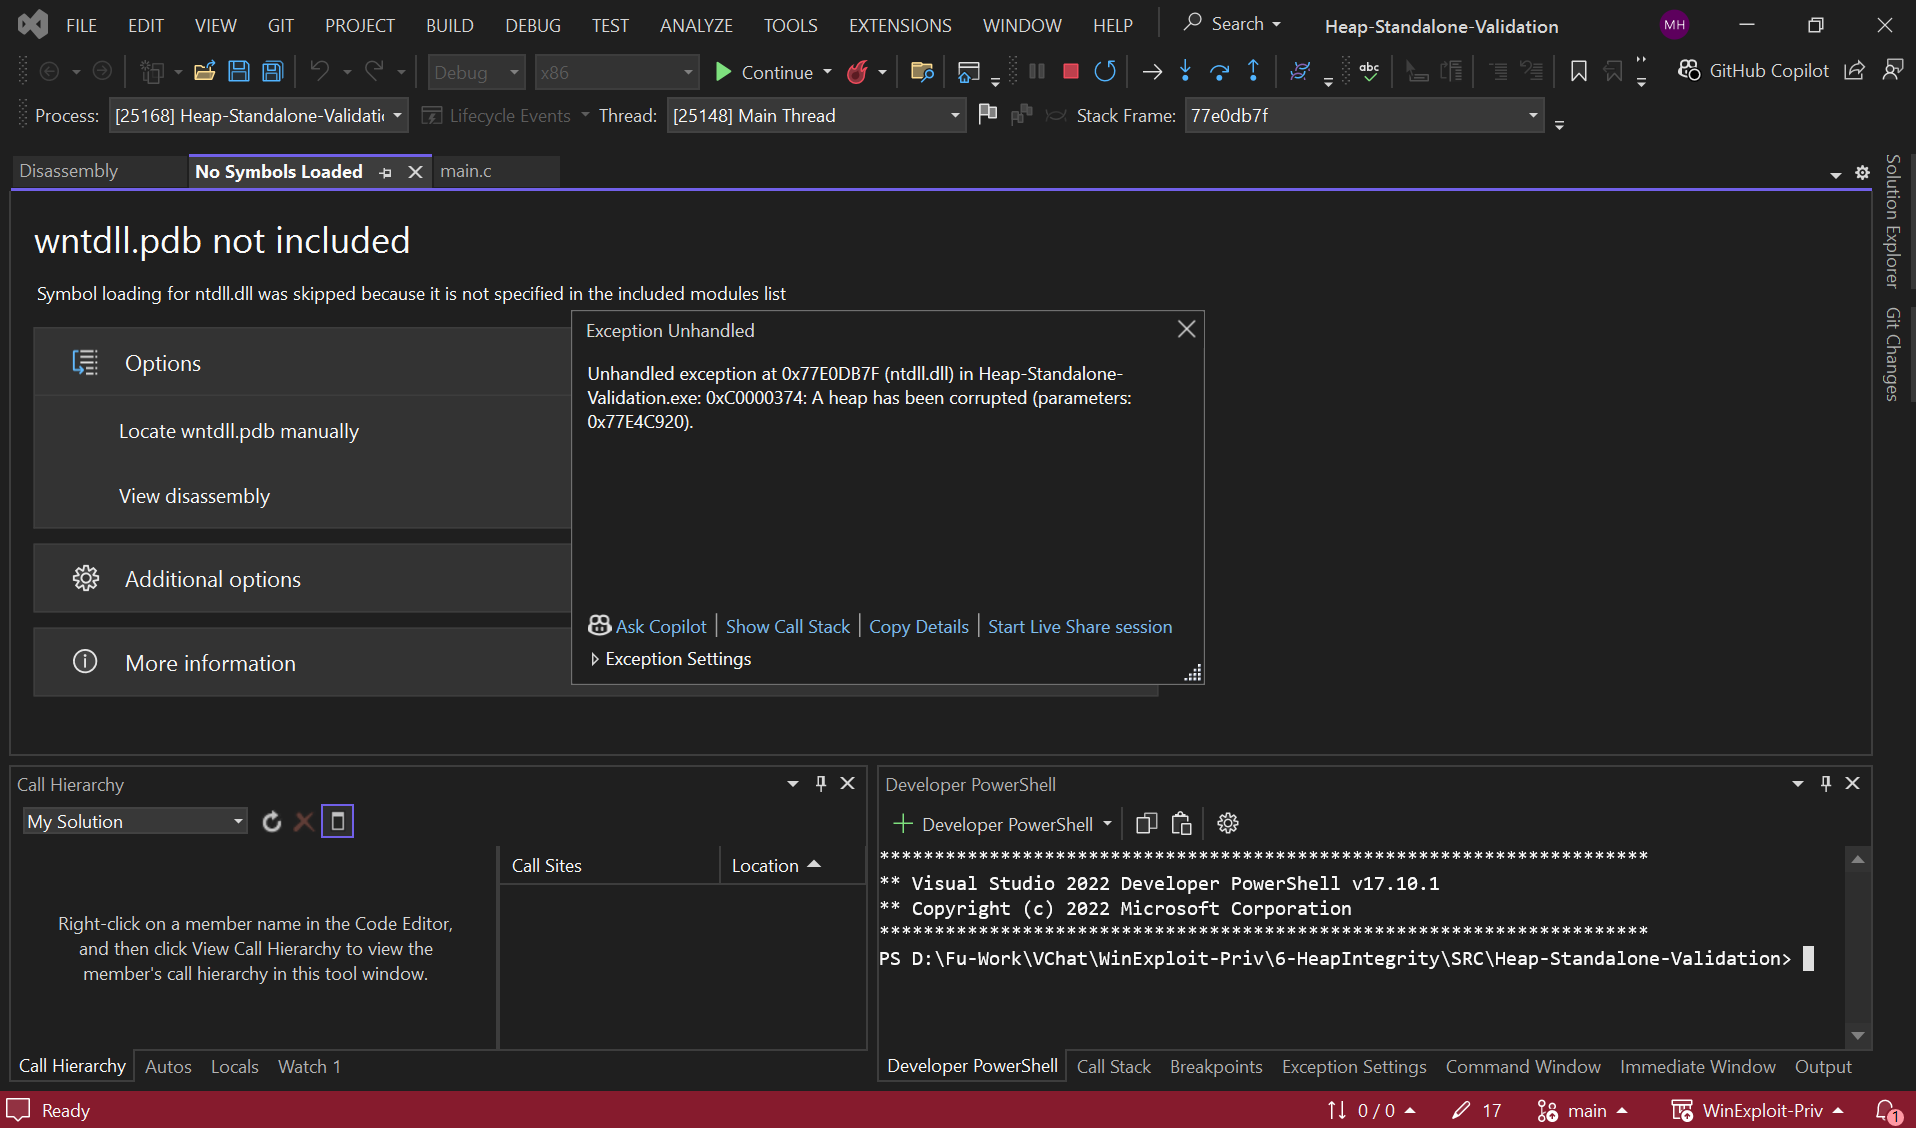 FILE EDIT VIEW GIT PROJECT BUILD DEBUG TEST ANALYZE TOOLS EXTENSIONS WINDOW HELP Search Heap-Standalone-Validation MH
Debug x86 Continue abc GitHub Copilot
Process: [25168] Heap-Standalone-Validatio Lifecycle Events Thread: [25148] Main Thread Stack Frame: 77e0db7f
Disassembly No Symbols Loaded main.c
Solution Explorer
Git Changes
wntdll.pdb not included
Symbol loading for ntdll.dll was skipped because it is not specified in the included modules list
Options
Locate wntdll.pdb manually
View disassembly
Additional options
More information
Exception Unhandled
Unhandled exception at 0x77E0DB7F (ntdll.dll) in Heap-Standalone-
Validation.exe: 0xC0000374: A heap has been corrupted (parameters:
0x77E4C920).
Ask Copilot Show Call Stack Copy Details Start Live Share session
Exception Settings
Call Hierarchy
My Solution
Call Sites Location
Right-click on a member name in the Code Editor,
and then click View Call Hierarchy to view the
member's call hierarchy in this tool window.
Call Hierarchy Autos Locals Watch 1
Developer PowerShell
Developer PowerShell
**********************************************************************
** Visual Studio 2022 Developer PowerShell v17.10.1
** Copyright (c) 2022 Microsoft Corporation
**********************************************************************
PS D:\Fu-Work\VChat\WinExploit-Priv\6-HeapIntegrity\SRC\Heap-Standalone-Validation>
Developer PowerShell Call Stack Breakpoints Exception Settings Command Window Immediate Window Output
Ready 0 / 0 17 main WinExploit-Priv 1